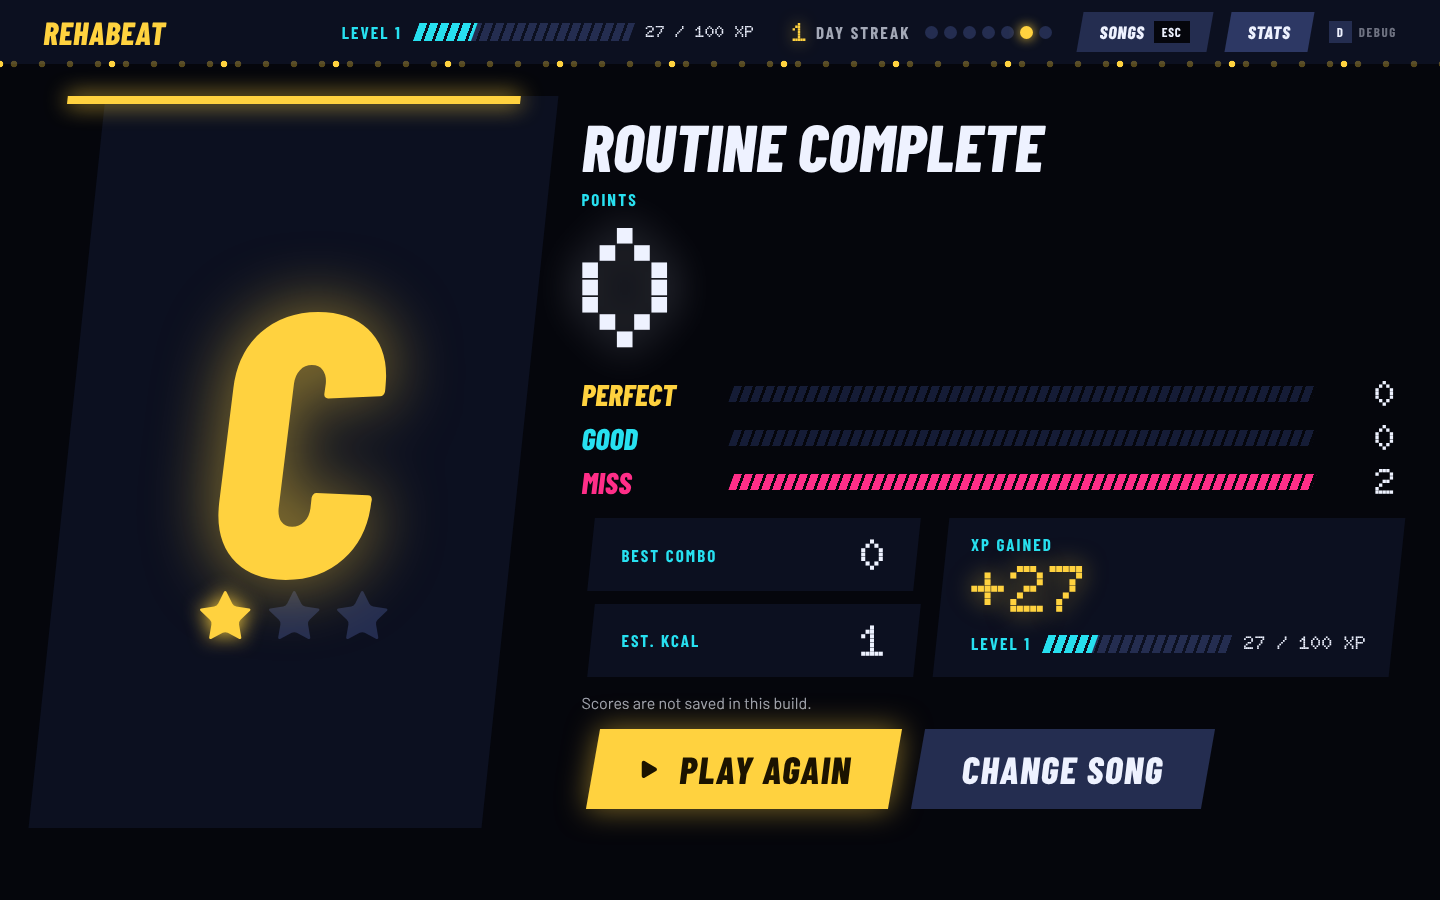 REHABEAT
LEVEL 1 27 / 100 XP
1 DAY STREAK
SONGS ESC
STATS
D DEBUG
C
ROUTINE COMPLETE
POINTS
0
PERFECT 0
GOOD 0
MISS 2
BEST COMBO 0
EST. KCAL 1
XP GAINED
+27
LEVEL 1 27 / 100 XP
Scores are not saved in this build.
PLAY AGAIN
CHANGE SONG